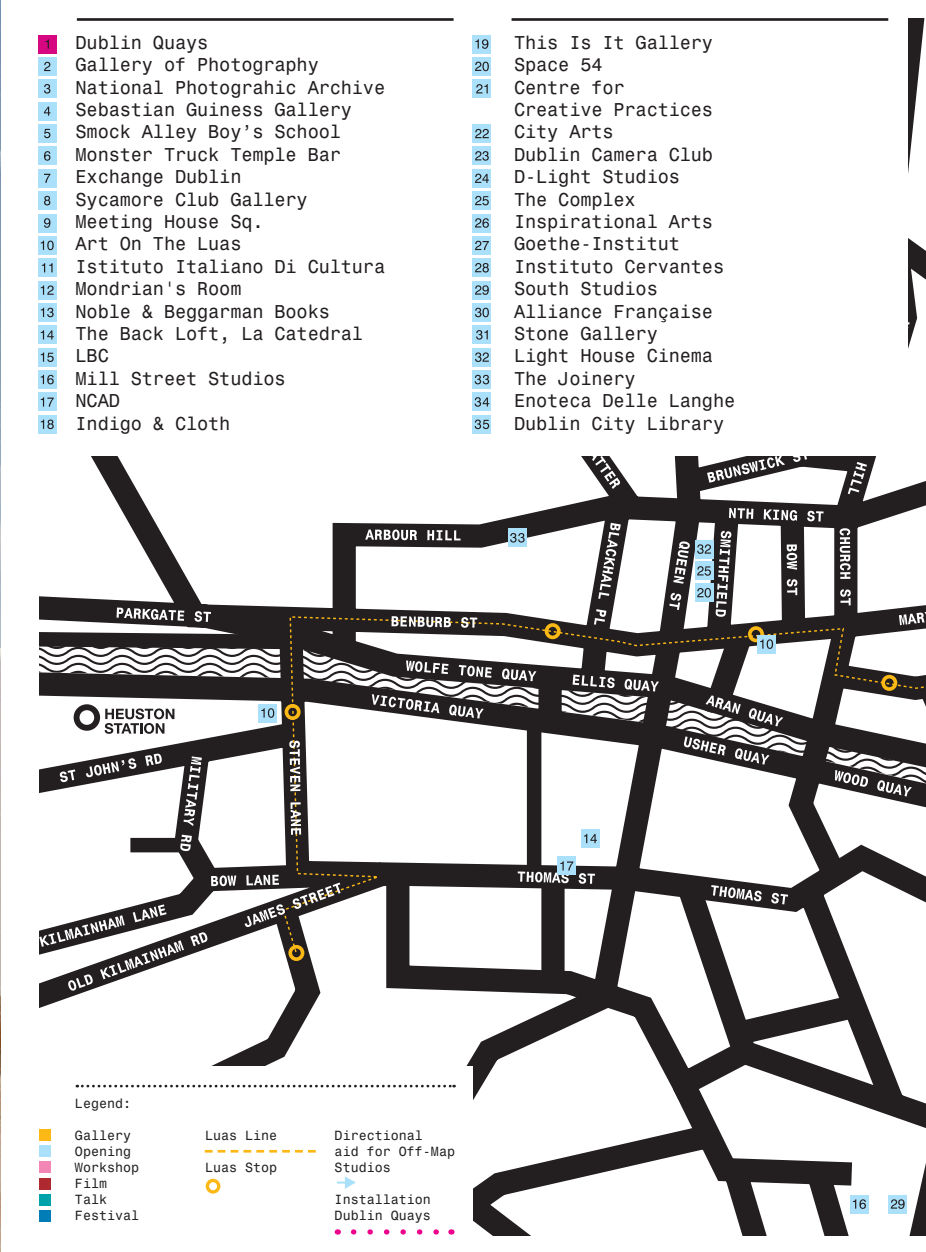 1 Dublin Quays
2 Gallery of Photography
3 National Photograhic Archive
4 Sebastian Guiness Gallery
5 Smock Alley Boy’s School
6 Monster Truck Temple Bar
7 Exchange Dublin
8 Sycamore Club Gallery
9 Meeting House Sq.
10 Art On The Luas
11 Istituto Italiano Di Cultura
12 Mondrian's Room
13 Noble & Beggarman Books
14 The Back Loft, La Catedral
15 LBC
16 Mill Street Studios
17 NCAD
18 Indigo & Cloth
19 This Is It Gallery
20 Space 54
21 Centre for
Creative Practices
22 City Arts
23 Dublin Camera Club
24 D-Light Studios
25 The Complex
26 Inspirational Arts
27 Goethe-Institut
28 Instituto Cervantes
29 South Studios
30 Alliance Française
31 Stone Gallery
32 Light House Cinema
33 The Joinery
34 Enoteca Delle Langhe
35 Dublin City Library
BRUNSWICK ST
HILL
NTH KING ST
ARBOUR HILL
33
BLACKHALL PL
QUEEN ST
32
25
20
SMITHFIELD
BOW ST
CHURCH ST
PARKGATE ST
BENBURB ST
10
WOLFE TONE QUAY
ELLIS QUAY
VICTORIA QUAY
ARAN QUAY
HEUSTON
STATION
10
USHER QUAY
WOOD QUAY
ST JOHN’S RD
MILITARY RD
STEVEN LANE
14
17
BOW LANE
THOMAS ST
THOMAS ST
JAMES STREET
KILMAINHAM LANE
OLD KILMAINHAM RD
16
29
Legend:
Gallery
Opening
Workshop
Film
Talk
Festival
Luas Line
Luas Stop
Directional
aid for Off-Map
Studios
Installation
Dublin Quays